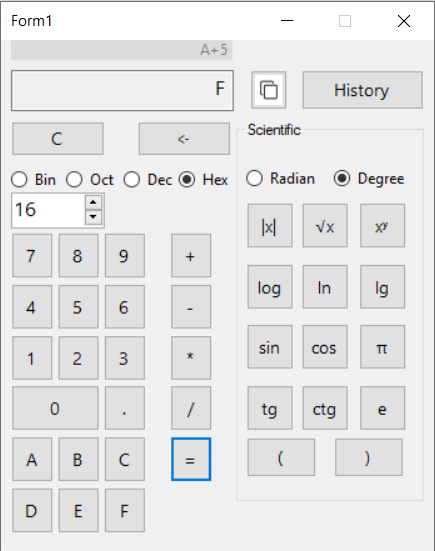 Form1
A+5
F
History
C <-
Scientific
Bin Oct Dec Hex
Radian Degree
16
|x| √x xʸ
7 8 9 +
log ln lg
4 5 6 -
sin cos π
1 2 3 *
tg ctg e
0 . /
( )
A B C =
D E F